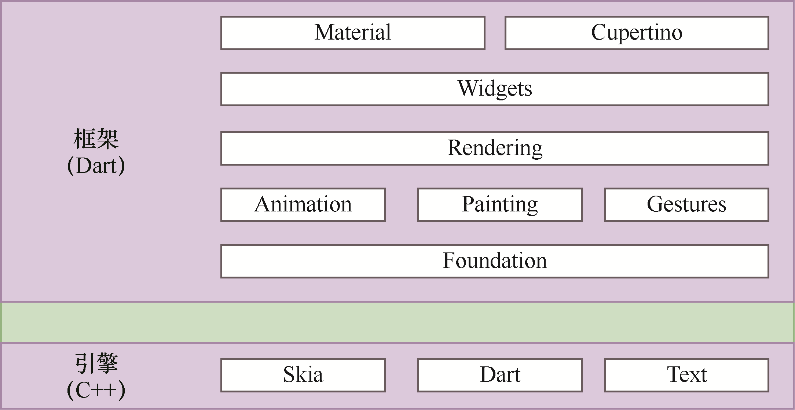 Material
Cupertino
Widgets
框架
(Dart)
Rendering
Animation
Painting
Gestures
Foundation
引擎
(C++)
Skia
Dart
Text